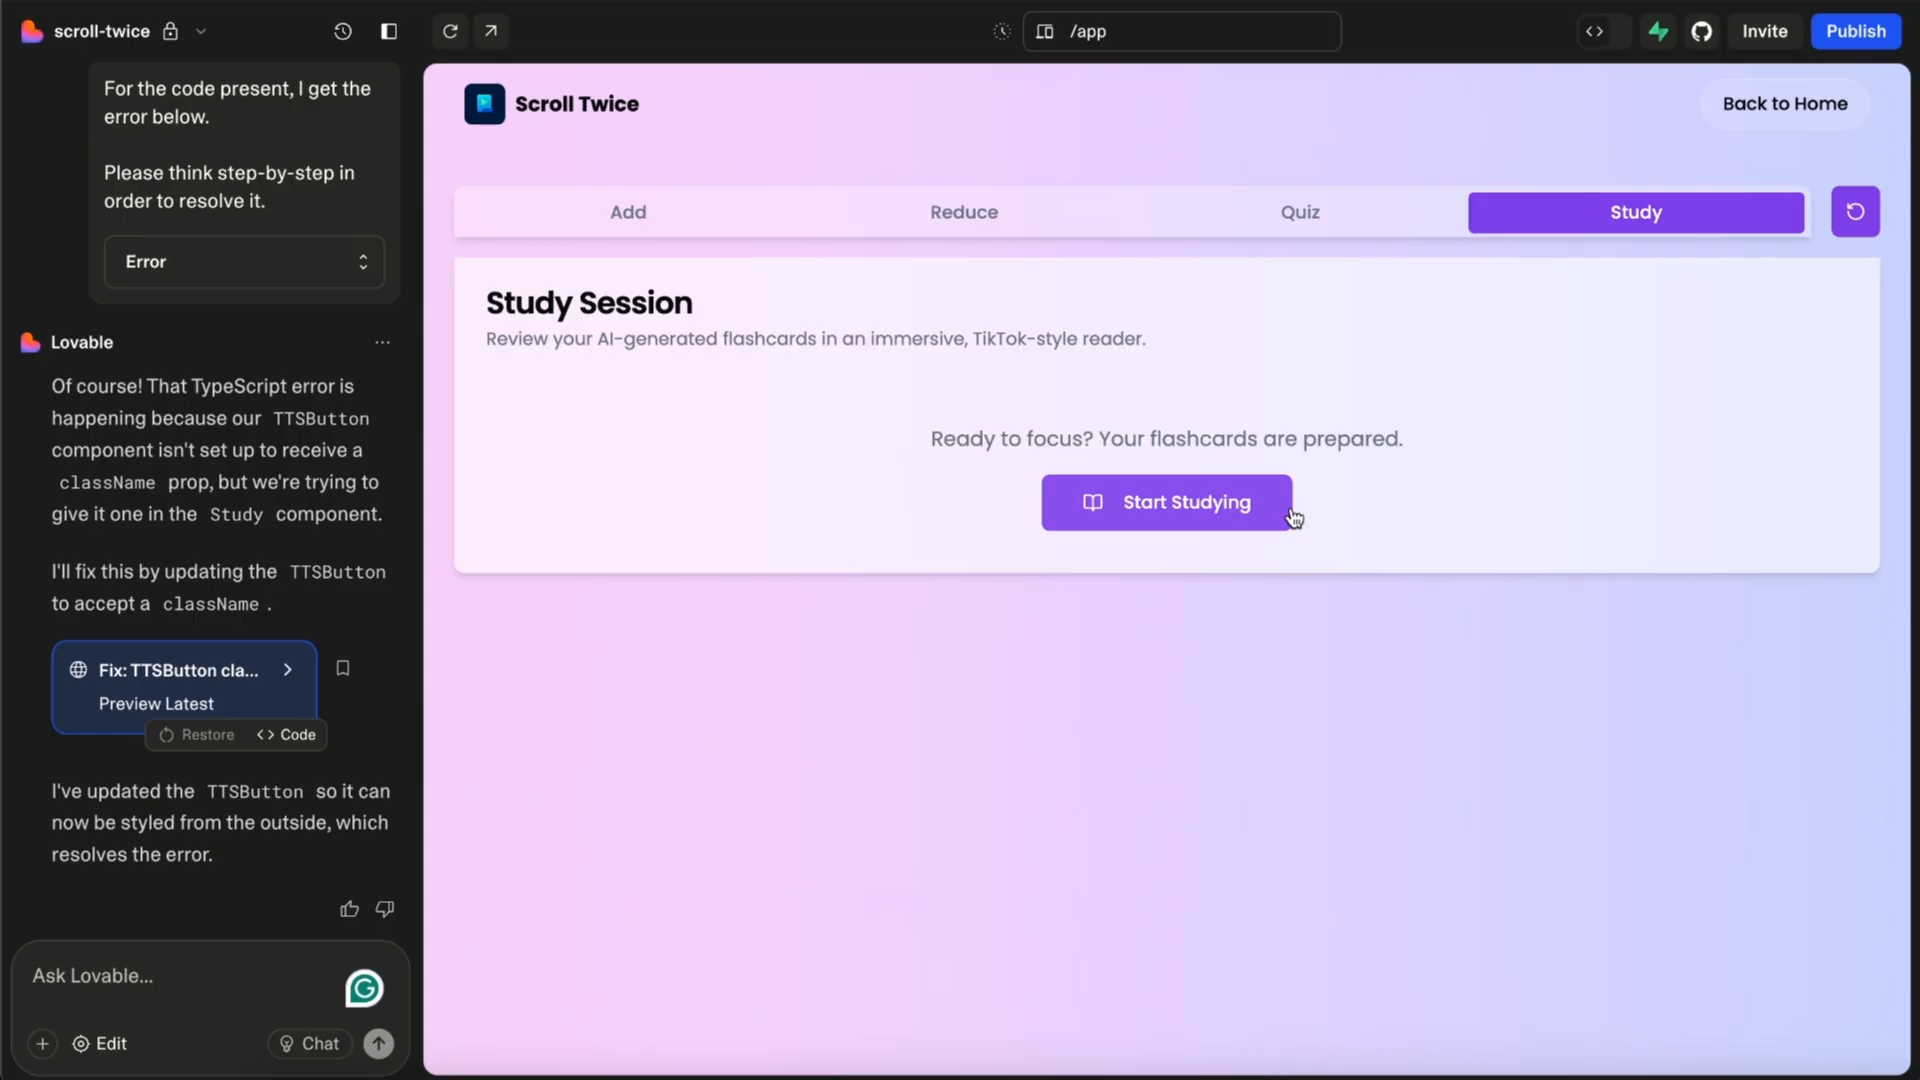 scroll-twice
/app
Invite
Publish
For the code present, I get the
error below.
Please think step-by-step in
order to resolve it.
Error
Lovable
Of course! That TypeScript error is
happening because our TTSButton
component isn't set up to receive a
className prop, but we're trying to
give it one in the Study component.
I'll fix this by updating the TTSButton
to accept a className.
Fix: TTSButton cla...
Preview Latest
Restore
Code
I've updated the TTSButton so it can
now be styled from the outside, which
resolves the error.
Ask Lovable...
Edit
Chat
Scroll Twice
Back to Home
Add
Reduce
Quiz
Study
Study Session
Review your AI-generated flashcards in an immersive, TikTok-style reader.
Ready to focus? Your flashcards are prepared.
Start Studying